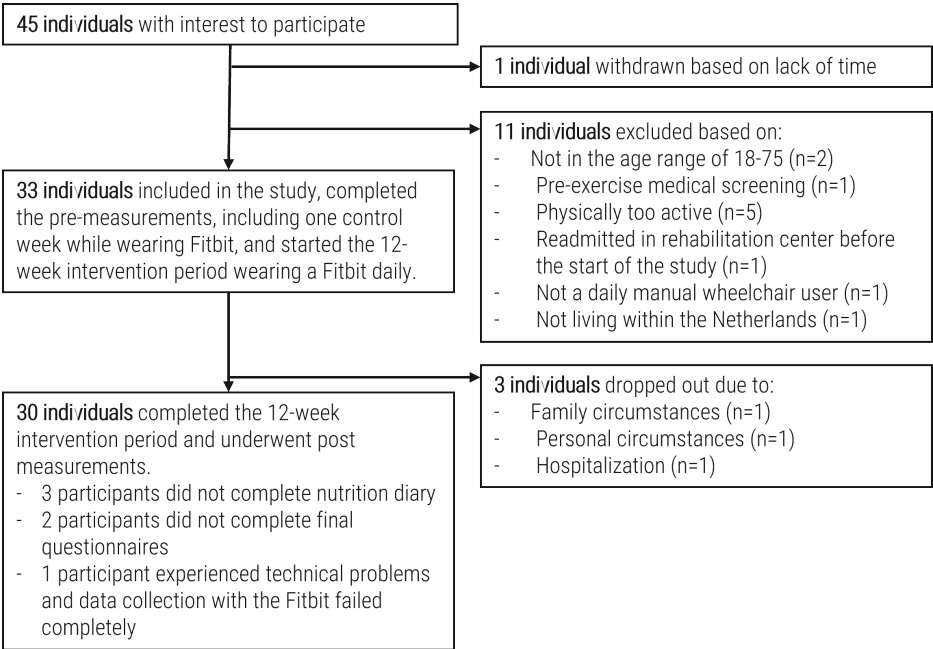 45 individuals with interest to participate
1 individual withdrawn based on lack of time
11 individuals excluded based on:
- Not in the age range of 18-75 (n=2)
- Pre-exercise medical screening (n=1)
- Physically too active (n=5)
- Readmitted in rehabilitation center before
the start of the study (n=1)
- Not a daily manual wheelchair user (n=1)
- Not living within the Netherlands (n=1)
33 individuals included in the study, completed
the pre-measurements, including one control
week while wearing Fitbit, and started the 12-
week intervention period wearing a Fitbit daily.
3 individuals dropped out due to:
- Family circumstances (n=1)
- Personal circumstances (n=1)
- Hospitalization (n=1)
30 individuals completed the 12-week
intervention period and underwent post
measurements.
- 3 participants did not complete nutrition diary
- 2 participants did not complete final
questionnaires
- 1 participant experienced technical problems
and data collection with the Fitbit failed
completely